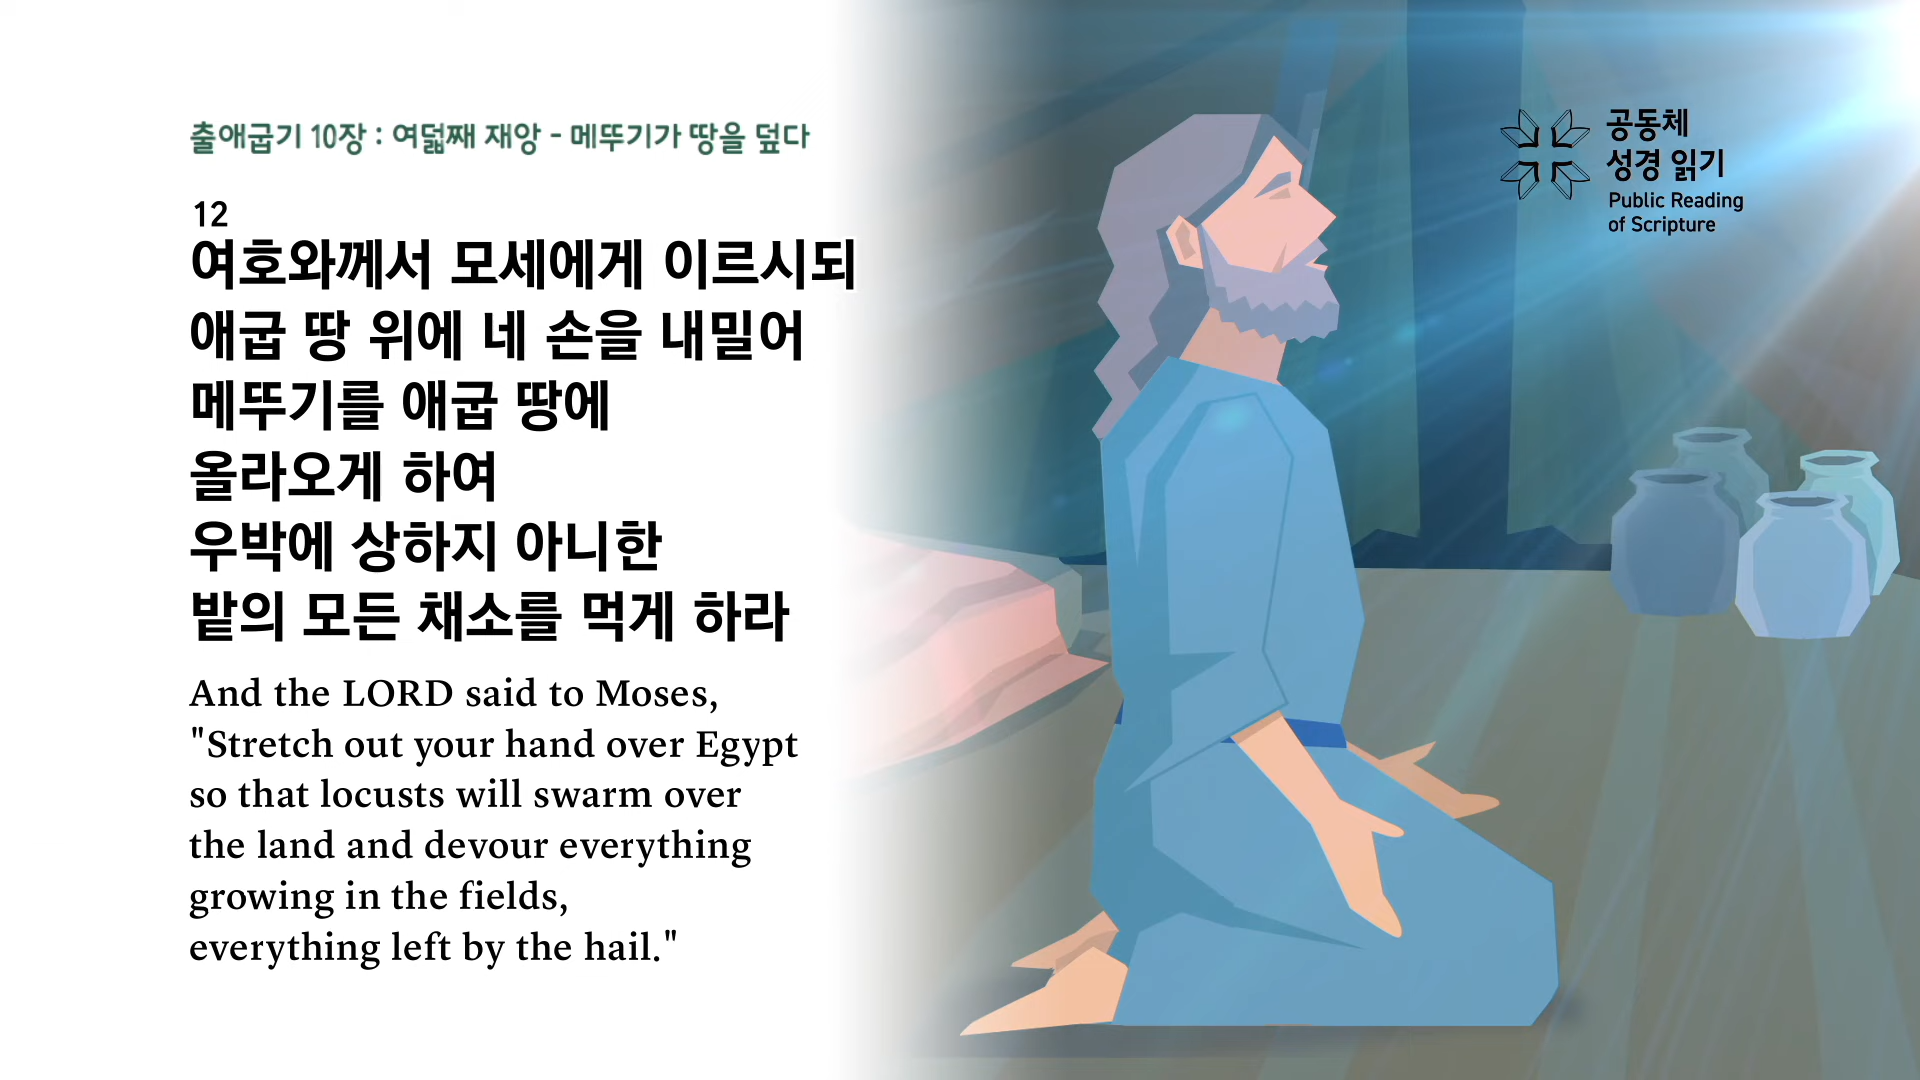 출애굽기 10장 : 여덟째 재앙 - 메뚜기가 땅을 덮다
12
여호와께서 모세에게 이르시되
애굽 땅 위에 네 손을 내밀어
메뚜기를 애굽 땅에
올라오게 하여
우박에 상하지 아니한
밭의 모든 채소를 먹게 하라
And the LORD said to Moses,
"Stretch out your hand over Egypt
so that locusts will swarm over
the land and devour everything
growing in the fields,
everything left by the hail."
공동체
성경 읽기
Public Reading
of Scripture